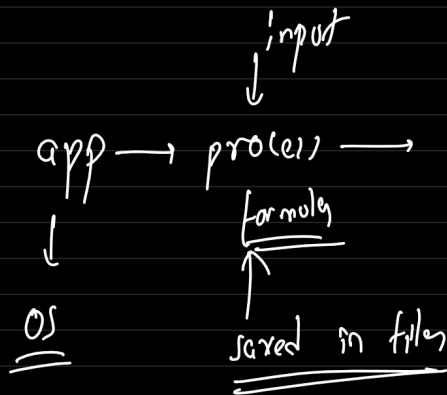 input
app → process →
formula
OS
saved in files